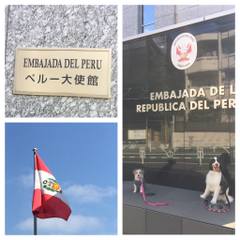 EMBAJADA DEL PERU
ペルー大使館
EMBAJADA DE L
REPUBLICA DEL PER